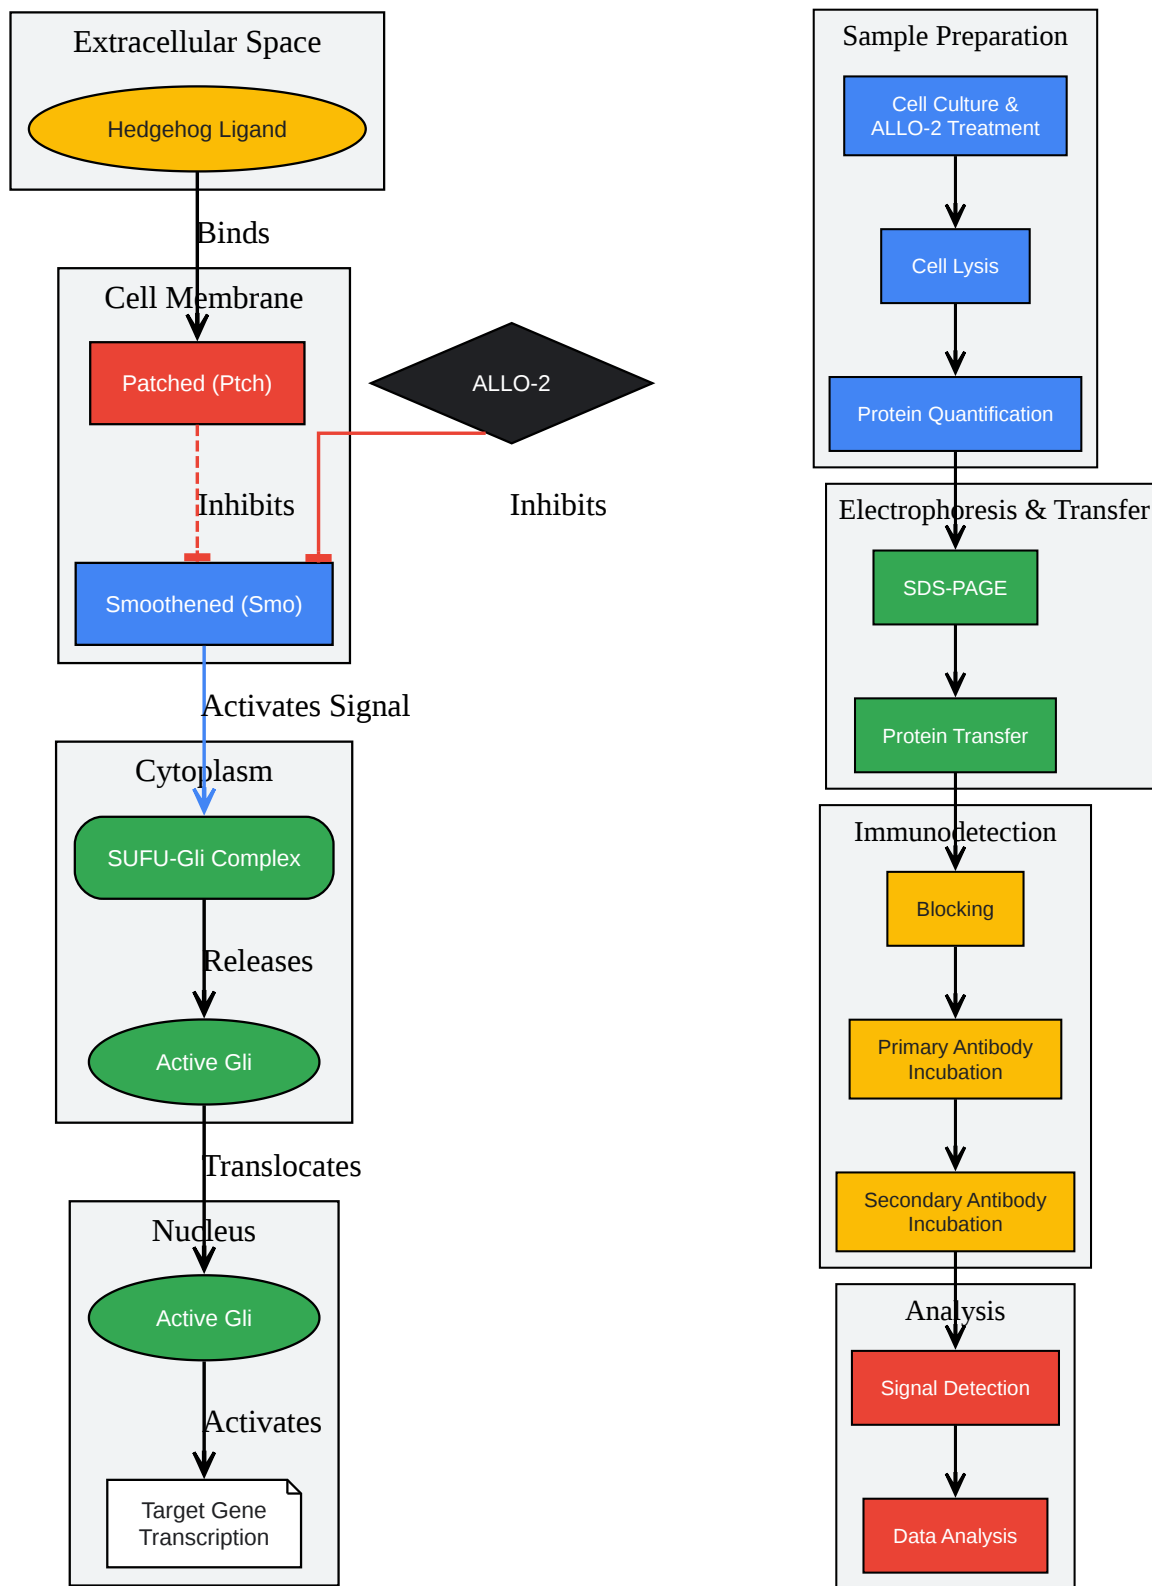 Extracellular Space
Hedgehog Ligand
Binds
Cell Membrane
Patched (Ptch)
ALLO-2
Inhibits
Inhibits
Smoothened (Smo)
Activates Signal
Cytoplasm
SUFU-Gli Complex
Releases
Active Gli
Translocates
Nucleus
Active Gli
Activates
Target Gene
Transcription
Sample Preparation
Cell Culture &
ALLO-2 Treatment
Cell Lysis
Protein Quantification
Electrophoresis & Transfer
SDS-PAGE
Protein Transfer
Immunodetection
Blocking
Primary Antibody
Incubation
Secondary Antibody
Incubation
Analysis
Signal Detection
Data Analysis